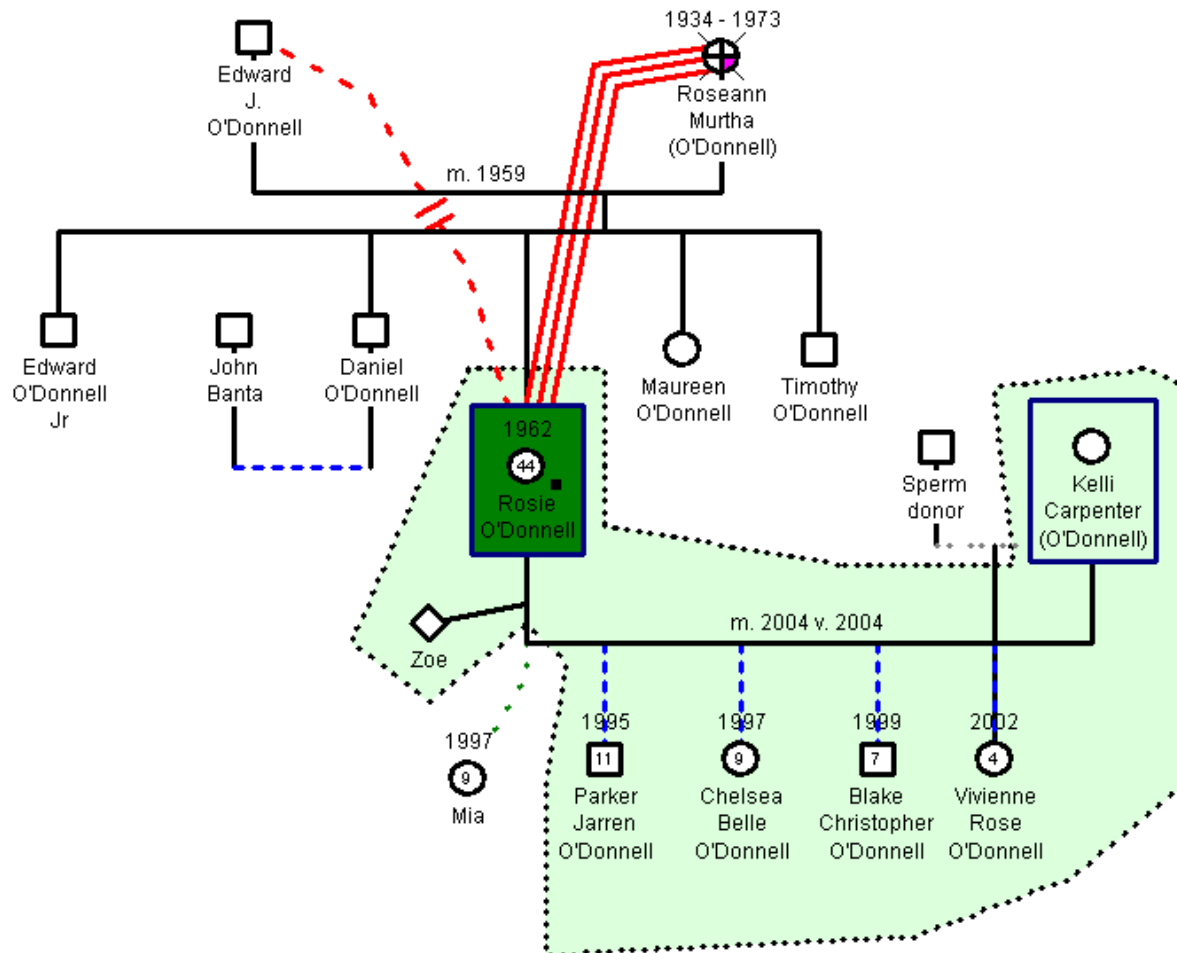 1934 - 1973
Edward
J.
O'Donnell
Roseann
Murtha
(O'Donnell)
m. 1959
Edward
O'Donnell
Jr
John
Banta
Daniel
O'Donnell
Maureen
O'Donnell
Timothy
O'Donnell
1962
44
Rosie
O'Donnell
Sperm
donor
Kelli
Carpenter
(O'Donnell)
Zoe
m. 2004 v. 2004
1997
9
Mia
1995
11
Parker
Jarren
O'Donnell
1997
9
Chelsea
Belle
O'Donnell
1999
7
Blake
Christopher
O'Donnell
2002
4
Vivienne
Rose
O'Donnell